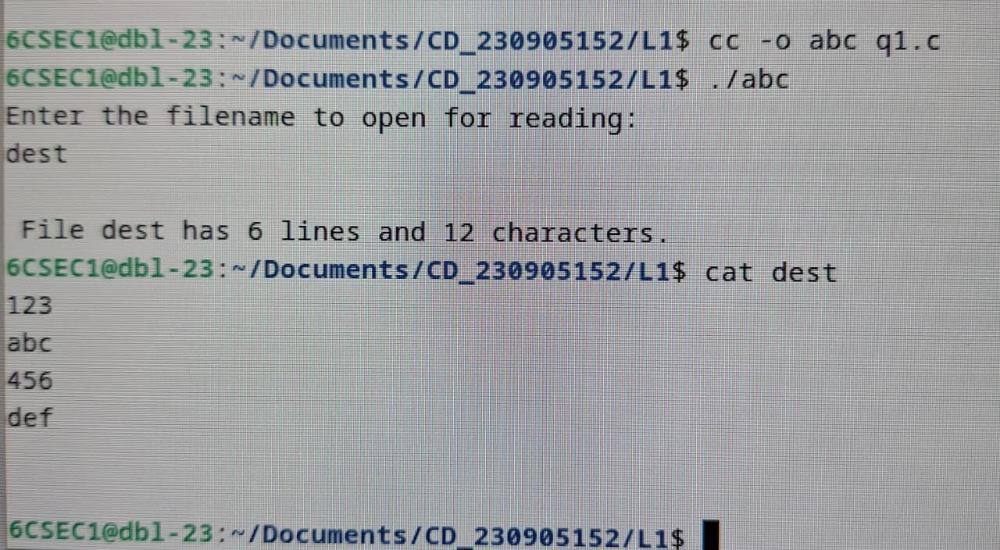 6CSEC1@dbl-23:~/Documents/CD_230905152/L1$ cc -o abc q1.c
6CSEC1@dbl-23:~/Documents/CD_230905152/L1$ ./abc
Enter the filename to open for reading:
dest
 File dest has 6 lines and 12 characters.
6CSEC1@dbl-23:~/Documents/CD_230905152/L1$ cat dest
123
abc
456
def
6CSEC1@dbl-23:~/Documents/CD_230905152/L1$